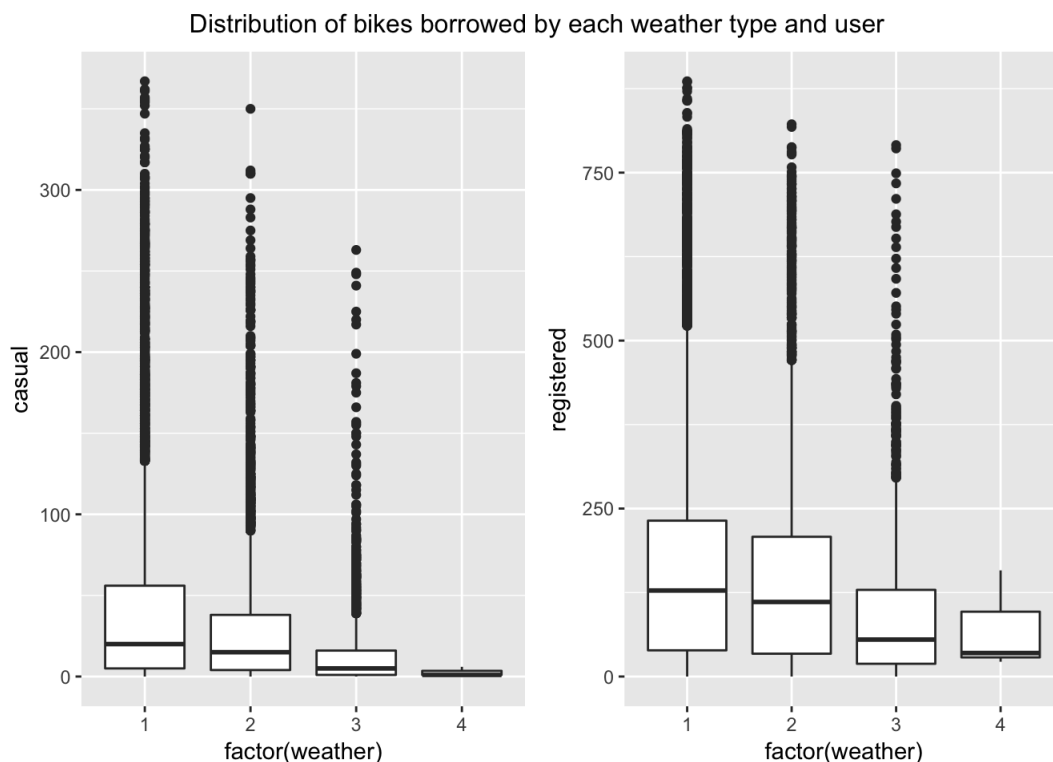 Distribution of bikes borrowed by each weather type and user
casual
300
200
100
0
1 2 3 4
factor(weather)
registered
750
500
250
0
1 2 3 4
factor(weather)